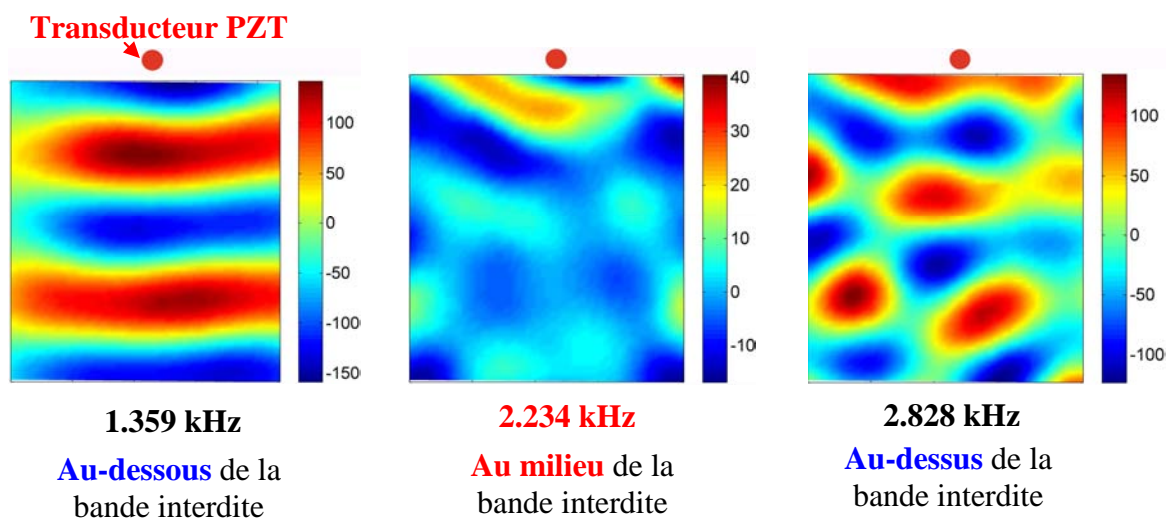 Transducteur PZT
100
50
0
-50
-100
-150
1.359 kHz
Au-dessous de la
bande interdite
40
30
20
10
0
-10
2.234 kHz
Au milieu de la
bande interdite
100
50
0
-50
-100
2.828 kHz
Au-dessus de la
bande interdite